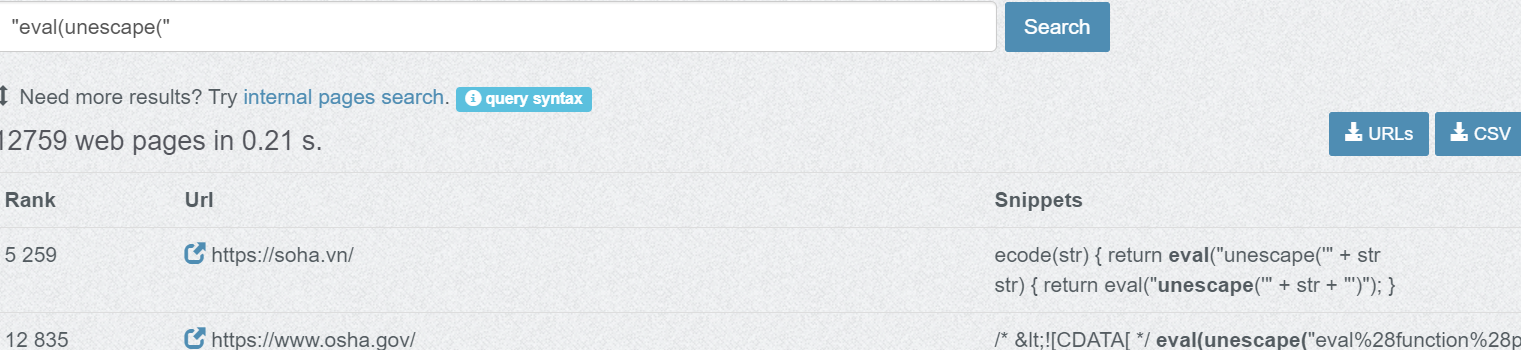 "eval(unescape("
Search
Need more results? Try internal pages search. query syntax
12759 web pages in 0.21 s.
URLs
CSV
Rank Url Snippets
5 259 https://soha.vn/ ecode(str) { return eval("unescape('" + str
str) { return eval("unescape('" + str + "')"); }
12 835 https://www.osha.gov/ /* &lt;![CDATA[ */ eval(unescape("eval%28function%28p